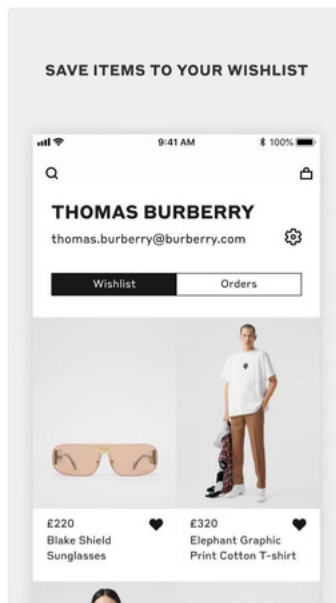 SAVE ITEMS TO YOUR WISHLIST
9:41 AM
100%
THOMAS BURBERRY
thomas.burberry@burberry.com
Wishlist
Orders
£220
Blake Shield
Sunglasses
£320
Elephant Graphic
Print Cotton T-shirt